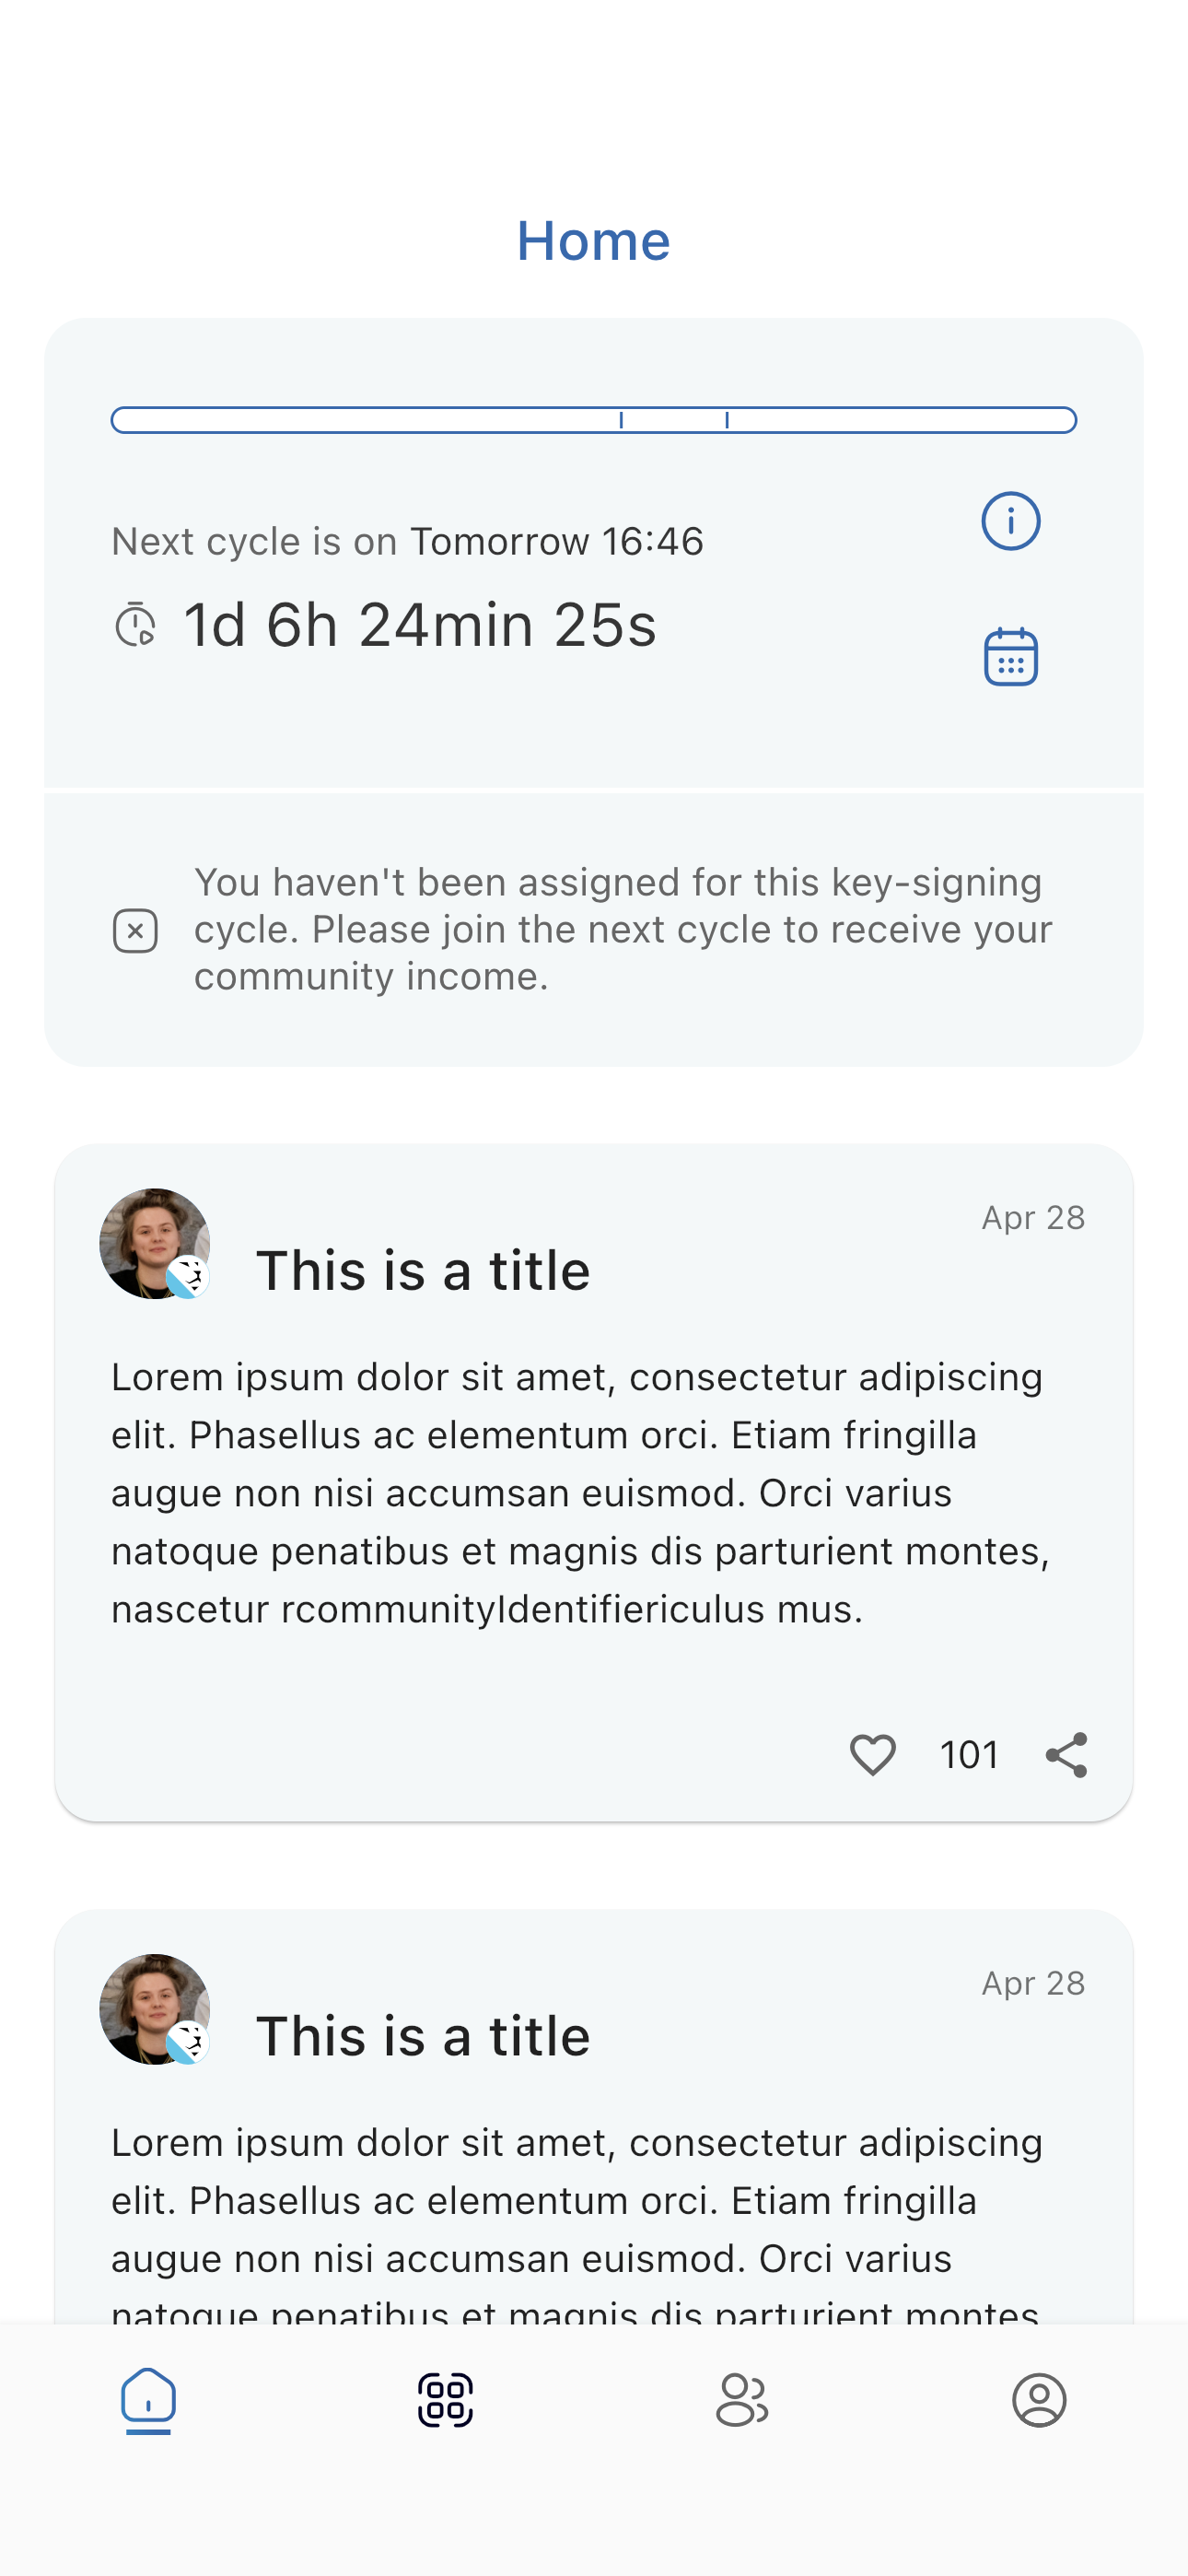 Home
Next cycle is on Tomorrow 16:46
1d 6h 24min 25s
You haven't been assigned for this key-signing
cycle. Please join the next cycle to receive your
community income.
Apr 28
This is a title
Lorem ipsum dolor sit amet, consectetur adipiscing
elit. Phasellus ac elementum orci. Etiam fringilla
augue non nisi accumsan euismod. Orci varius
natoque penatibus et magnis dis parturient montes,
nascetur rcommunityIdentifiericulus mus.
101
Apr 28
This is a title
Lorem ipsum dolor sit amet, consectetur adipiscing
elit. Phasellus ac elementum orci. Etiam fringilla
augue non nisi accumsan euismod. Orci varius
natoque penatibus et magnis dis parturient montes